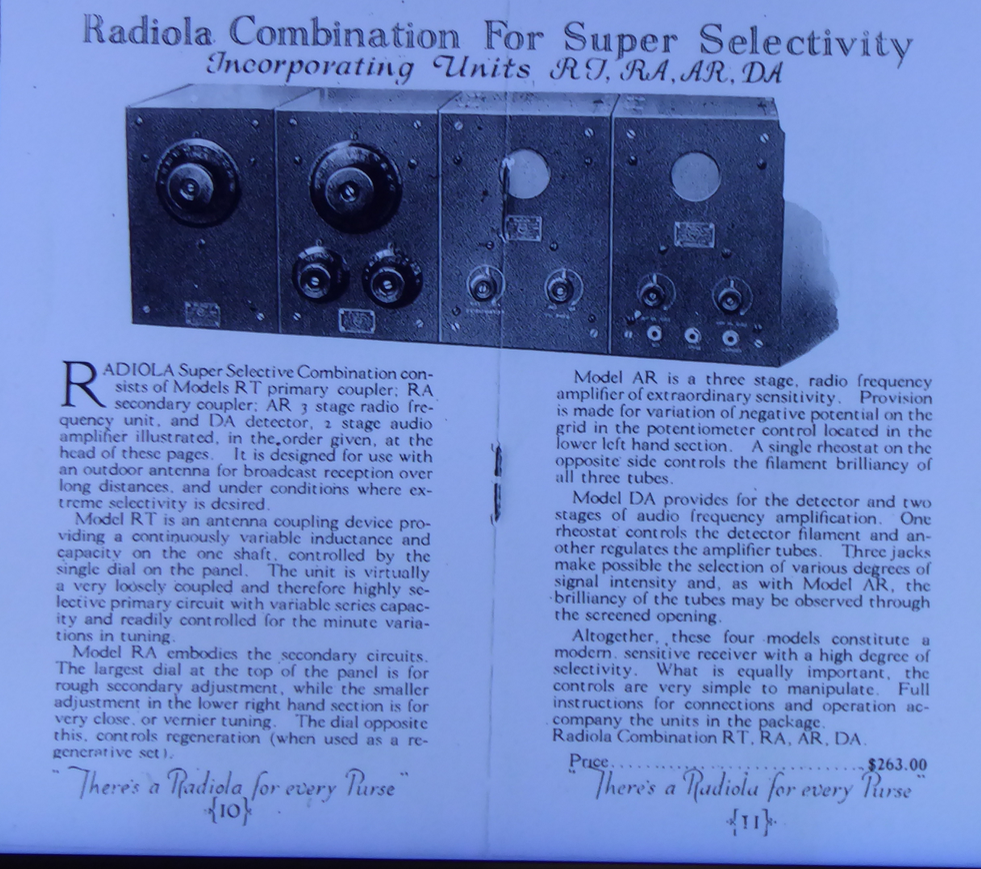 Radiola Combination For Super Selectivity
Incorporating Units RT, RA, AR, DA
RADIOLA Super Selective Combination con-
sists of Models RT primary coupler; RA
secondary coupler; AR 3 stage radio fre-
quency unit, and DA detector, 2 stage audio
amplifier illustrated, in the order given, at the
head of these pages. It is designed for use with
an outdoor antenna for broadcast reception over
long distances, and under conditions where ex-
treme selectivity is desired.
Model RT is an antenna coupling device pro-
viding a continuously variable inductance and
capacity on the one shaft, controlled by the
single dial on the panel. The unit is virtually
a very loosely coupled and therefore highly se-
lective primary circuit with variable series capac-
ity and readily controlled for the minute varia-
tions in tuning.
Model RA embodies the secondary circuits.
The largest dial at the top of the panel is for
rough secondary adjustment, while the smaller
adjustment in the lower right hand section is for
very close, or vernier tuning. The dial opposite
this, controls regeneration (when used as a re-
generative set).
"There's a Radiola for every Purse"
{10}
Model AR is a three stage, radio frequency
amplifier of extraordinary sensitivity. Provision
is made for variation of negative potential on the
grid in the potentiometer control located in the
lower left hand section. A single rheostat on the
opposite side controls the filament brilliancy of
all three tubes.
Model DA provides for the detector and two
stages of audio frequency amplification. One
rheostat controls the detector filament and an-
other regulates the amplifier tubes. Three jacks
make possible the selection of various degrees of
signal intensity and, as with Model AR, the
brilliancy of the tubes may be observed through
the screened opening.
Altogether, these four models constitute a
modern, sensitive receiver with a high degree of
selectivity. What is equally important, the
controls are very simple to manipulate. Full
instructions for connections and operation ac-
company the units in the package.
Radiola Combination RT, RA, AR, DA.
Price............................$263.00
"There's a Radiola for every Purse"
{11}